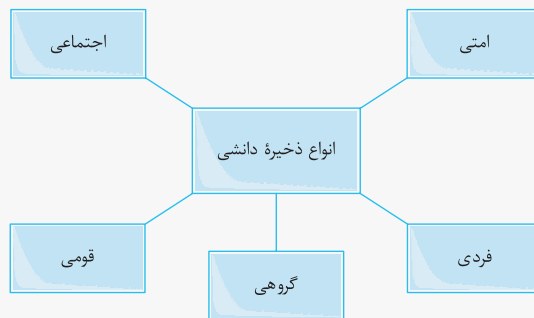 امتی
اجتماعی
انواع ذخیرهٔ دانشی
فردی
قومی
گروهی